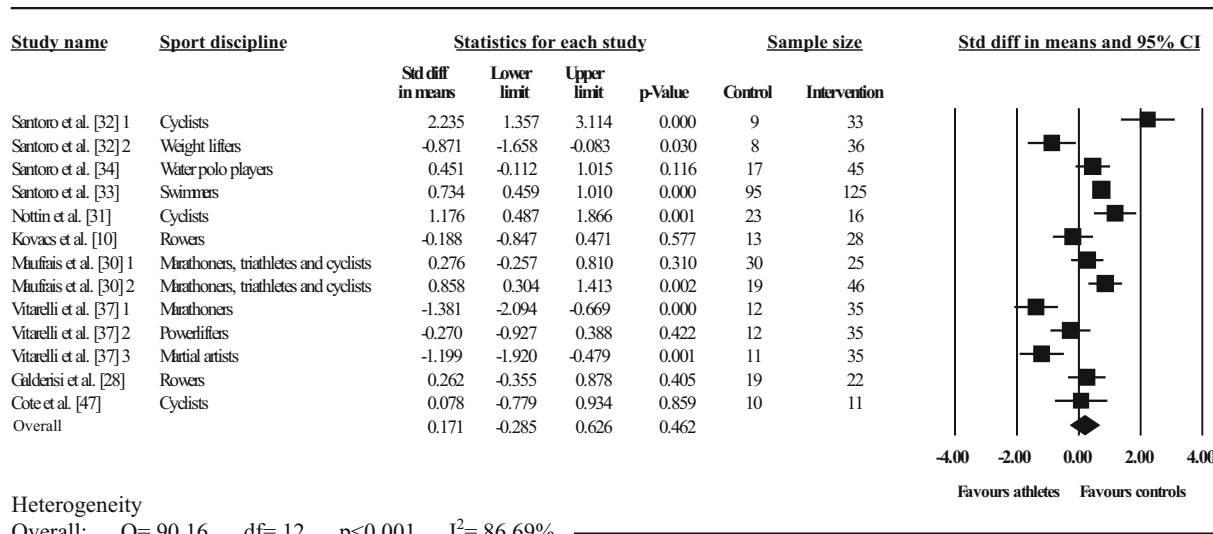 Study name Sport discipline Statistics for each study Sample size Std diff in means and 95% CI
Std diff in means Lower limit Upper limit p-Value Control Intervention
Santoro et al. [32] 1 Cyclists 2.235 1.357 3.114 0.000 9 33
Santoro et al. [32] 2 Weight lifters -0.871 -1.658 -0.083 0.030 8 36
Santoro et al. [34] Water polo players 0.451 -0.112 1.015 0.116 17 45
Santoro et al. [33] Swimmers 0.734 0.459 1.010 0.000 95 125
Nottin et al. [31] Cyclists 1.176 0.487 1.866 0.001 23 16
Kovacs et al. [10] Rowers -0.188 -0.847 0.471 0.577 13 28
Maufrais et al. [30] 1 Marathoners, triathletes and cyclists 0.276 -0.257 0.810 0.310 30 25
Maufrais et al. [30] 2 Marathoners, triathletes and cyclists 0.858 0.304 1.413 0.002 19 46
Vitarelli et al. [37] 1 Marathoners -1.381 -2.094 -0.669 0.000 12 35
Vitarelli et al. [37] 2 Powerlifters -0.270 -0.927 0.388 0.422 12 35
Vitarelli et al. [37] 3 Martial artists -1.199 -1.920 -0.479 0.001 11 35
Galderisi et al. [28] Rowers 0.262 -0.355 0.878 0.405 19 22
Cote et al. [47] Cyclists 0.078 -0.779 0.934 0.859 10 11
Overall 0.171 -0.285 0.626 0.462
-4.00 -2.00 0.00 2.00 4.00
Favours athletes Favours controls
Heterogeneity
Overall: Q= 90.16 df= 12 p<0.001 I²= 86.69%